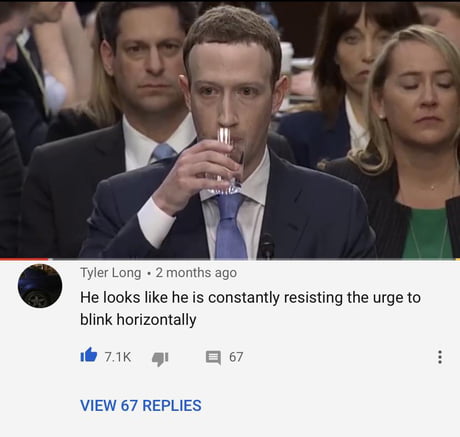 Tyler Long • 2 months ago
He looks like he is constantly resisting the urge to
blink horizontally
7.1K 67
VIEW 67 REPLIES